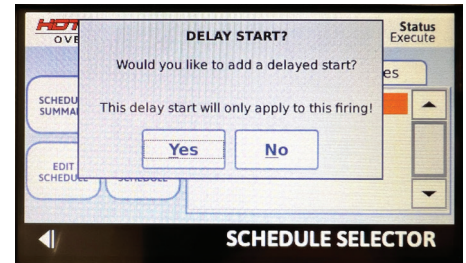 DELAY START?
Would you like to add a delayed start?
This delay start will only apply to this firing!
Yes
No
Status
Execute
EDIT
SCHEDULE SELECTOR